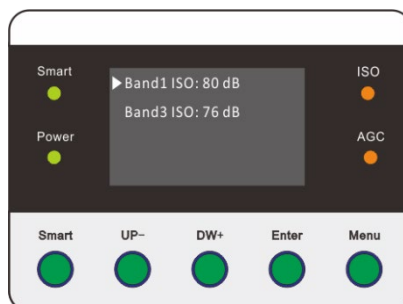 Smart
ISO
Band1 ISO: 80 dB
Band3 ISO: 76 dB
Power
AGC
Smart
UP-
DW+
Enter
Menu